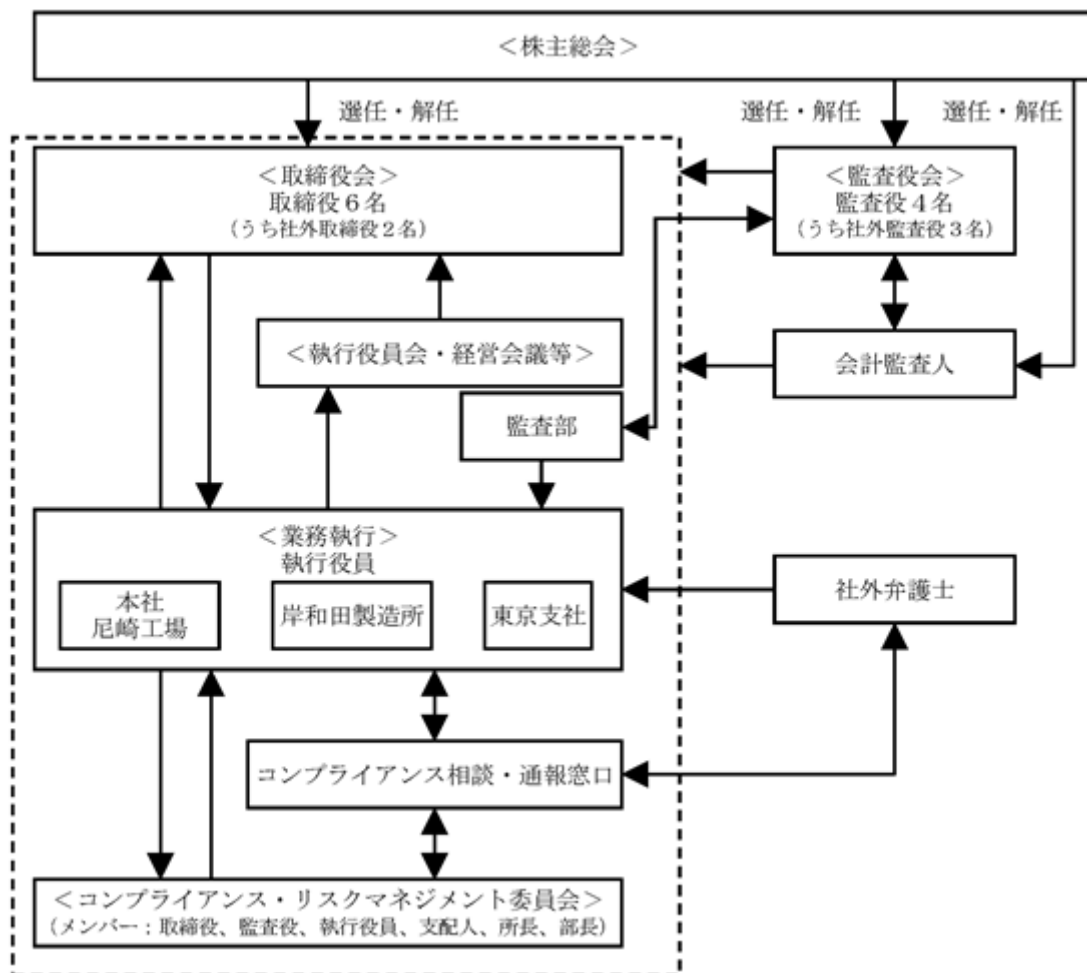 ＜株主総会＞
選任・解任
選任・解任
選任・解任
＜取締役会＞
取締役６名
（うち社外取締役２名）
＜監査役会＞
監査役４名
（うち社外監査役３名）
＜執行役員会・経営会議等＞
会計監査人
監査部
＜業務執行＞
執行役員
本社
尼崎工場
岸和田製造所
東京支社
社外弁護士
コンプライアンス相談・通報窓口
＜コンプライアンス・リスクマネジメント委員会＞
（メンバー：取締役、監査役、執行役員、支配人、所長、部長）